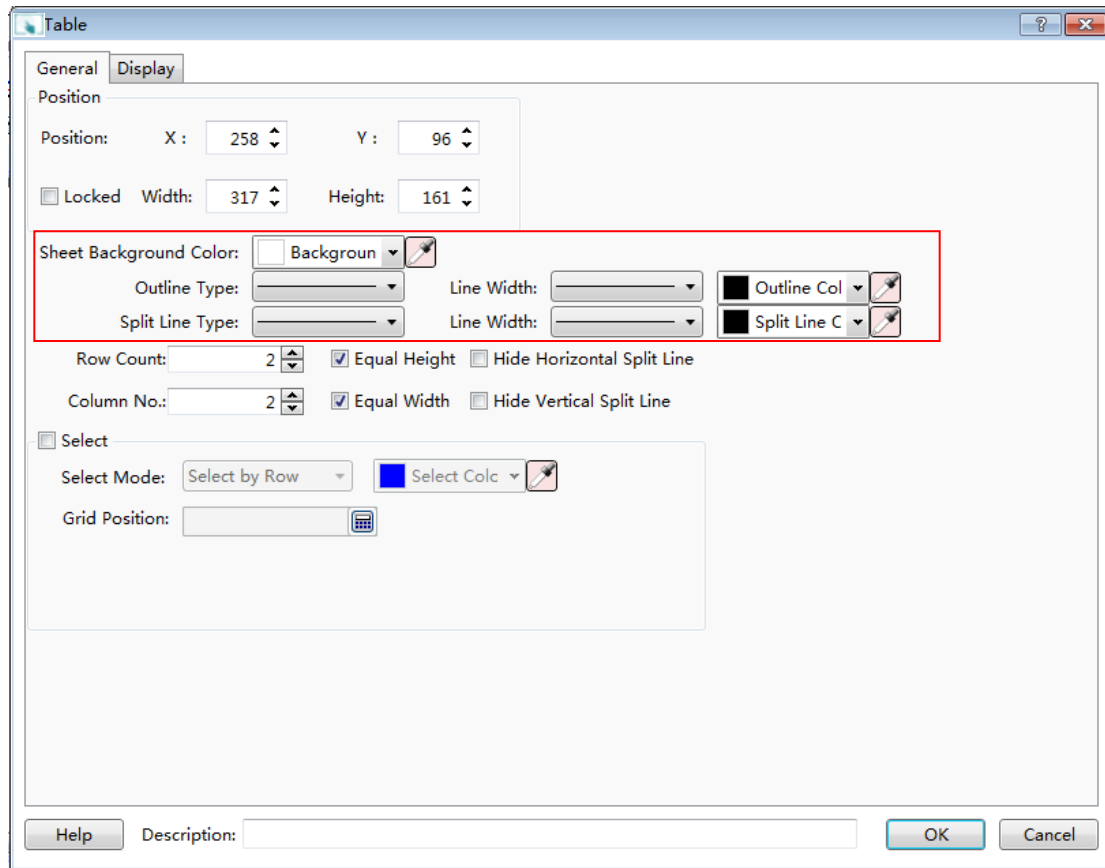 Table
General Display
Position
Position: X : 258 Y : 96
Locked Width: 317 Height: 161
Sheet Background Color: Backgroun
Outline Type: Line Width: Outline Col
Split Line Type: Line Width: Split Line C
Row Count: 2 Equal Height Hide Horizontal Split Line
Column No.: 2 Equal Width Hide Vertical Split Line
Select
Select Mode: Select by Row Select Colc
Grid Position:
Help Description: OK Cancel